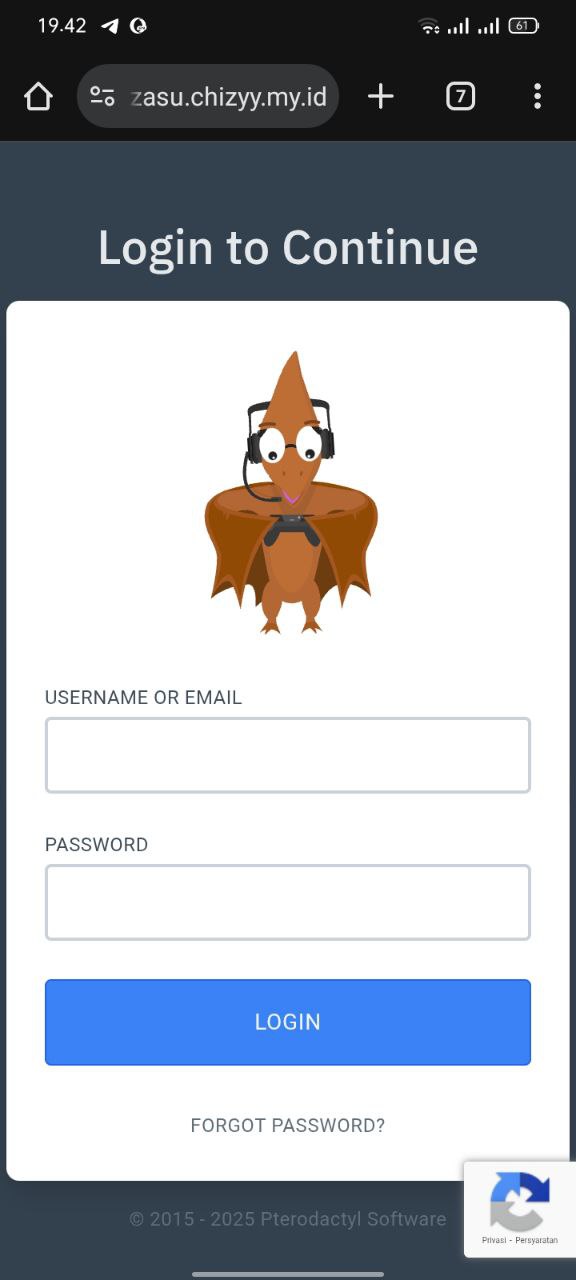 19.42
61
zasu.chizyy.my.id
7
Login to Continue
USERNAME OR EMAIL
PASSWORD
LOGIN
FORGOT PASSWORD?
© 2015 - 2025 Pterodactyl Software
Privasi - Persyaratan